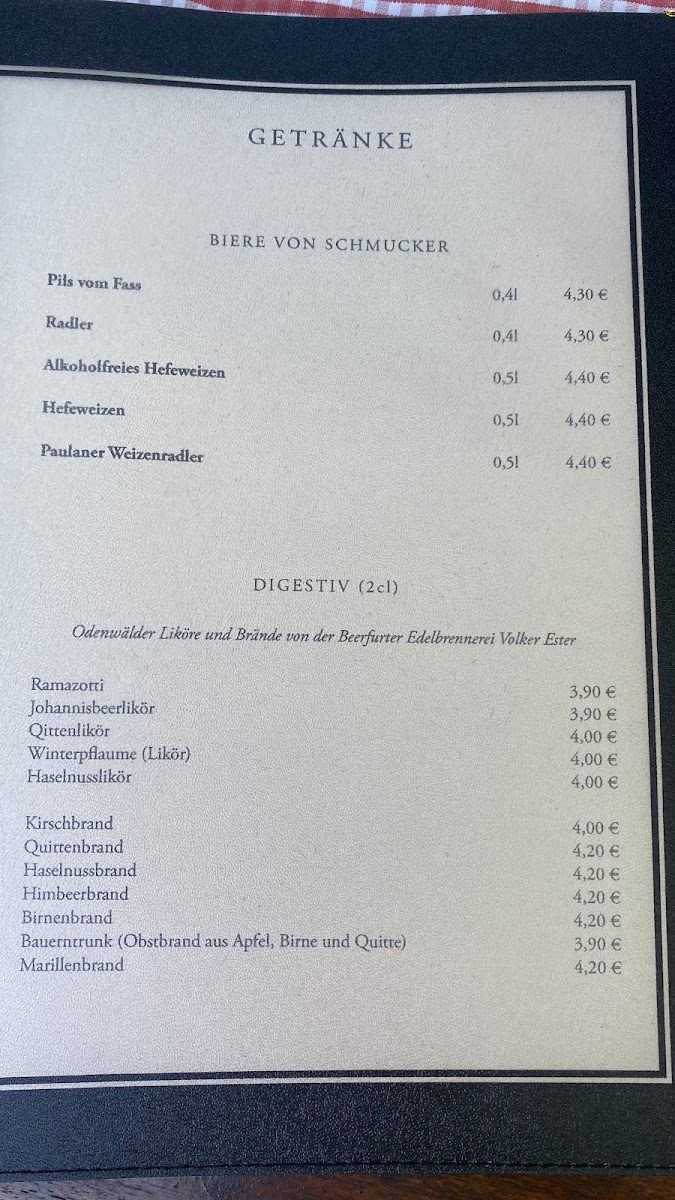 GETRÄNKE
BIERE VON SCHMUCKER
Pils vom Fass 0,4l 4,30 €
Radler 0,4l 4,30 €
Alkoholfreies Hefeweizen 0,5l 4,40 €
Hefeweizen 0,5l 4,40 €
Paulaner Weizenradler 0,5l 4,40 €
DIGESTIV (2cl)
Odenwälder Liköre und Brände von der Beerfurter Edelbrennerei Volker Ester
Ramazotti 3,90 €
Johannisbeerlikör 3,90 €
Qittenlikör 4,00 €
Winterpflaume (Likör) 4,00 €
Haselnusslikör 4,00 €
Kirschbrand 4,00 €
Quittenbrand 4,20 €
Haselnussbrand 4,20 €
Himbeerbrand 4,20 €
Birnenbrand 4,20 €
Bauerntrunk (Obstbrand aus Apfel, Birne und Quitte) 3,90 €
Marillenbrand 4,20 €